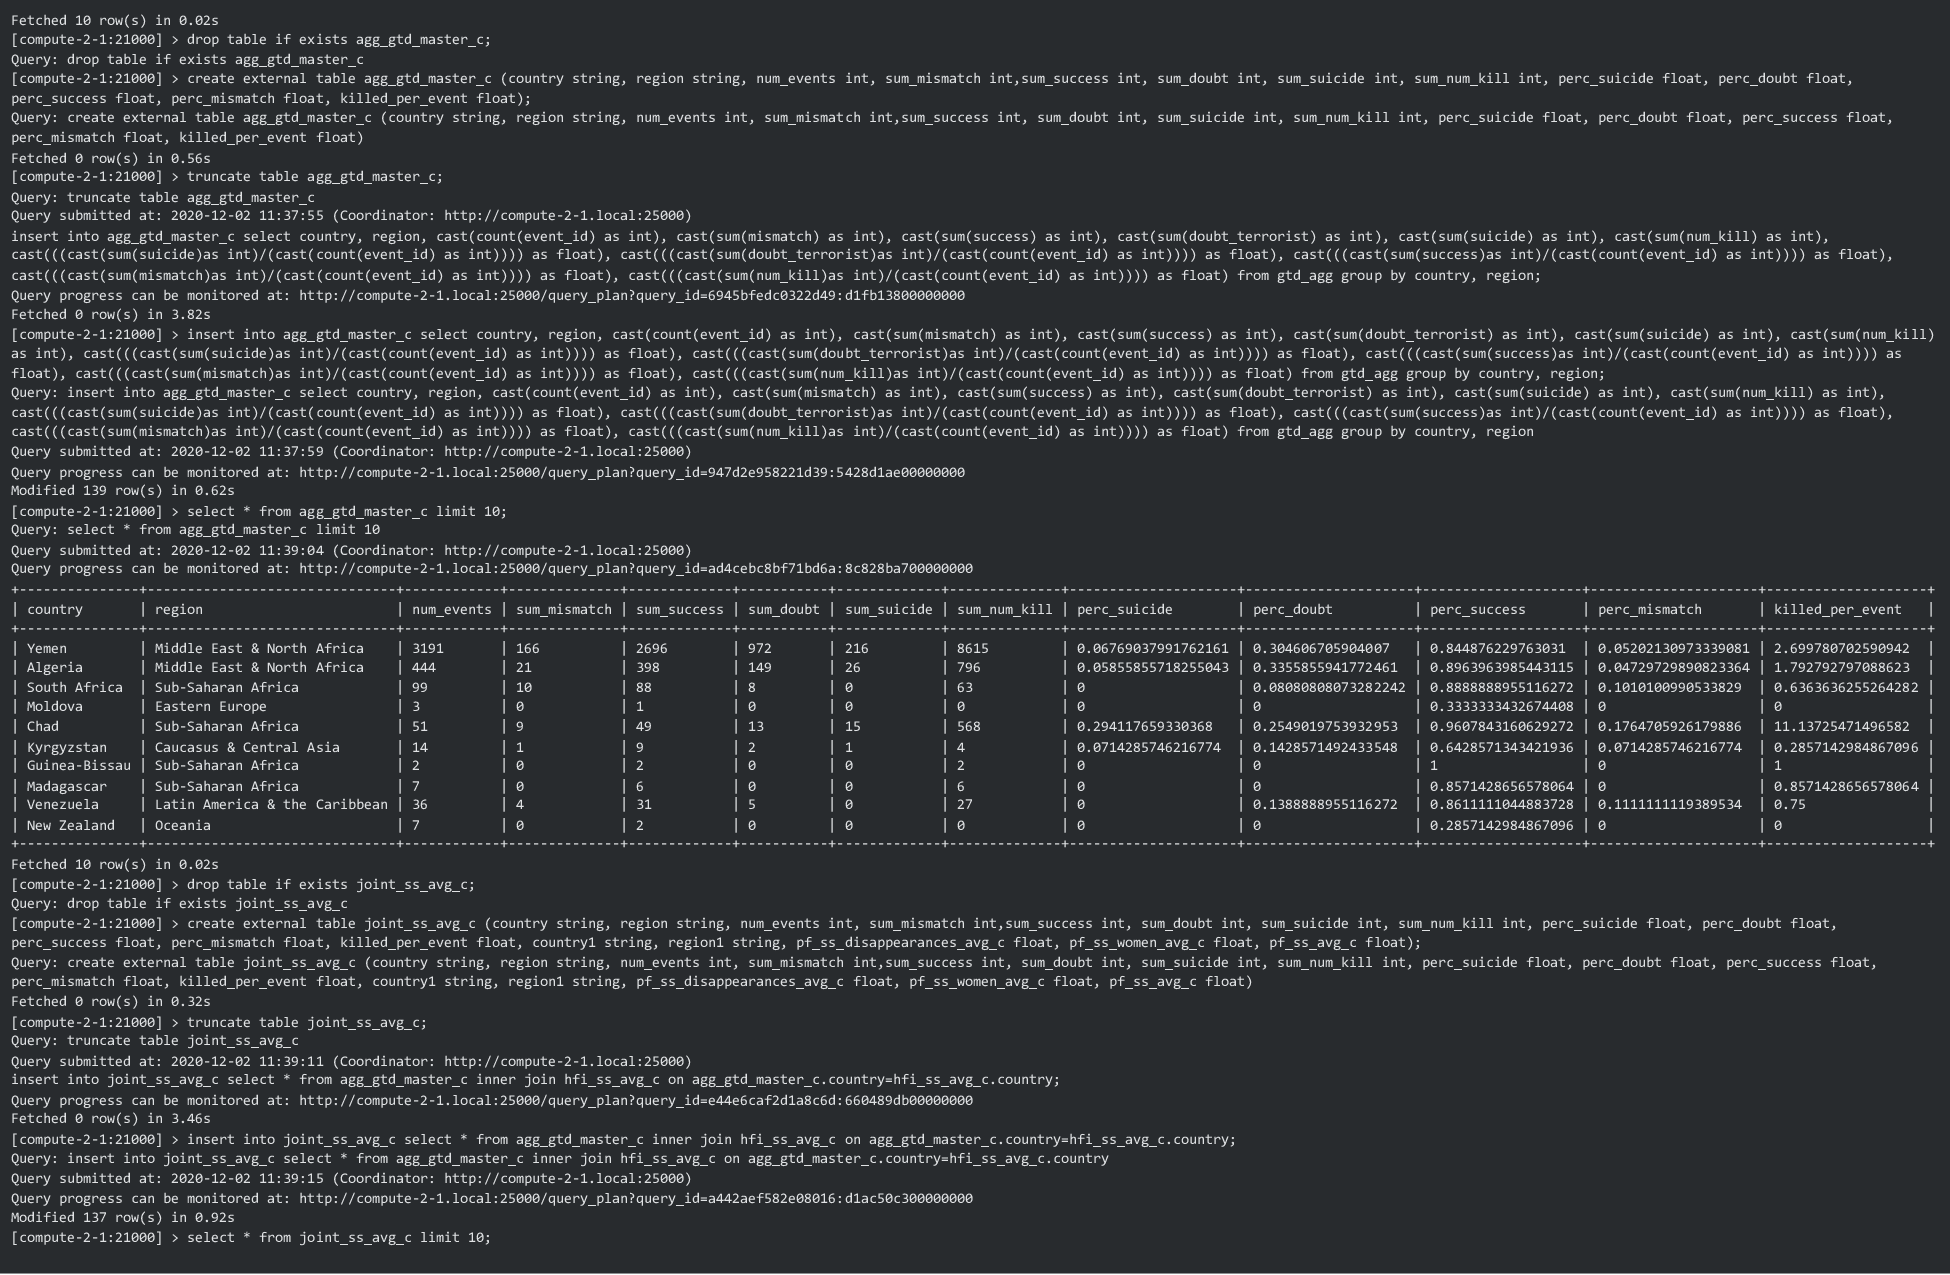 Fetched 10 row(s) in 0.02s
[compute-2-1:21000] > drop table if exists agg_gtd_master_c;
Query: drop table if exists agg_gtd_master_c
[compute-2-1:21000] > create external table agg_gtd_master_c (country string, region string, num_events int, sum_mismatch int,sum_success int, sum_doubt int, sum_suicide int, sum_num_kill int, perc_suicide float, perc_doubt float,
perc_success float, perc_mismatch float, killed_per_event float);
Query: create external table agg_gtd_master_c (country string, region string, num_events int, sum_mismatch int,sum_success int, sum_doubt int, sum_suicide int, sum_num_kill int, perc_suicide float, perc_doubt float, perc_success float,
perc_mismatch float, killed_per_event float)
Fetched 0 row(s) in 0.56s
[compute-2-1:21000] > truncate table agg_gtd_master_c;
Query: truncate table agg_gtd_master_c
Query submitted at: 2020-12-02 11:37:55 (Coordinator: http://compute-2-1.local:25000)
insert into agg_gtd_master_c select country, region, cast(count(event_id) as int), cast(sum(mismatch) as int), cast(sum(success) as int), cast(sum(doubt_terrorist) as int), cast(sum(suicide) as int), cast(sum(num_kill) as int),
cast(((cast(sum(suicide)as int)/(cast(count(event_id) as int)))) as float), cast(((cast(sum(doubt_terrorist)as int)/(cast(count(event_id) as int)))) as float), cast(((cast(sum(success)as int)/(cast(count(event_id) as int)))) as float),
cast(((cast(sum(mismatch)as int)/(cast(count(event_id) as int)))) as float), cast(((cast(sum(num_kill)as int)/(cast(count(event_id) as int)))) as float) from gtd_agg group by country, region;
Query progress can be monitored at: http://compute-2-1.local:25000/query_plan?query_id=6945bfedc0322d49:d1fb13800000000
Fetched 0 row(s) in 3.82s
[compute-2-1:21000] > insert into agg_gtd_master_c select country, region, cast(count(event_id) as int), cast(sum(mismatch) as int), cast(sum(success) as int), cast(sum(doubt_terrorist) as int), cast(sum(suicide) as int), cast(sum(num_kill)
as int), cast(((cast(sum(suicide)as int)/(cast(count(event_id) as int)))) as float), cast(((cast(sum(doubt_terrorist)as int)/(cast(count(event_id) as int)))) as float), cast(((cast(sum(success)as int)/(cast(count(event_id) as int)))) as
float), cast(((cast(sum(mismatch)as int)/(cast(count(event_id) as int)))) as float), cast(((cast(sum(num_kill)as int)/(cast(count(event_id) as int)))) as float) from gtd_agg group by country, region;
Query: insert into agg_gtd_master_c select country, region, cast(count(event_id) as int), cast(sum(mismatch) as int), cast(sum(success) as int), cast(sum(doubt_terrorist) as int), cast(sum(suicide) as int), cast(sum(num_kill) as int),
cast(((cast(sum(suicide)as int)/(cast(count(event_id) as int)))) as float), cast(((cast(sum(doubt_terrorist)as int)/(cast(count(event_id) as int)))) as float), cast(((cast(sum(success)as int)/(cast(count(event_id) as int)))) as float),
cast(((cast(sum(mismatch)as int)/(cast(count(event_id) as int)))) as float), cast(((cast(sum(num_kill)as int)/(cast(count(event_id) as int)))) as float) from gtd_agg group by country, region
Query submitted at: 2020-12-02 11:37:59 (Coordinator: http://compute-2-1.local:25000)
Query progress can be monitored at: http://compute-2-1.local:25000/query_plan?query_id=947d2e958221d39:5428d1ae00000000
Modified 139 row(s) in 0.62s
[compute-2-1:21000] > select * from agg_gtd_master_c limit 10;
Query: select * from agg_gtd_master_c limit 10
Query submitted at: 2020-12-02 11:39:04 (Coordinator: http://compute-2-1.local:25000)
Query progress can be monitored at: http://compute-2-1.local:25000/query_plan?query_id=ad4cebc8bf71bd6a:8c828ba700000000
| country | region | num_events | sum_mismatch | sum_success | sum_doubt | sum_suicide | sum_num_kill | perc_suicide | perc_doubt | perc_success | perc_mismatch | killed_per_event |
| Yemen | Middle East & North Africa | 3191 | 166 | 2696 | 972 | 216 | 8615 | 0.06769037991762161 | 0.304606705904007 | 0.844876229763031 | 0.05202130973339081 | 2.699780702590942 |
| Algeria | Middle East & North Africa | 444 | 21 | 398 | 149 | 26 | 796 | 0.05855855718255043 | 0.3355855941772461 | 0.8963963985443115 | 0.04729729890823364 | 1.792792797088623 |
| South Africa | Sub-Saharan Africa | 99 | 10 | 88 | 8 | 0 | 63 | 0 | 0.08080808073282242 | 0.8888888955116272 | 0.1010100990533829 | 0.6363636255264282 |
| Moldova | Eastern Europe | 3 | 0 | 1 | 0 | 0 | 0 | 0 | 0 | 0.3333333432674408 | 0 | 0 |
| Chad | Sub-Saharan Africa | 51 | 9 | 49 | 13 | 15 | 568 | 0.294117659330368 | 0.2549019753932953 | 0.9607843160629272 | 0.1764705926179886 | 11.13725471496582 |
| Kyrgyzstan | Caucasus & Central Asia | 14 | 1 | 9 | 2 | 1 | 4 | 0.0714285746216774 | 0.1428571492433548 | 0.6428571343421936 | 0.0714285746216774 | 0.2857142984867096 |
| Guinea-Bissau | Sub-Saharan Africa | 2 | 0 | 2 | 0 | 0 | 2 | 0 | 0 | 1 | 0 | 1 |
| Madagascar | Sub-Saharan Africa | 7 | 0 | 6 | 0 | 0 | 6 | 0 | 0 | 0.8571428656578064 | 0 | 0.8571428656578064 |
| Venezuela | Latin America & the Caribbean | 36 | 4 | 31 | 5 | 0 | 27 | 0 | 0.1388888955116272 | 0.8611111044883728 | 0.1111111119389534 | 0.75 |
| New Zealand | Oceania | 7 | 0 | 2 | 0 | 0 | 0 | 0 | 0 | 0.2857142984867096 | 0 | 0 |
Fetched 10 row(s) in 0.02s
[compute-2-1:21000] > drop table if exists joint_ss_avg_c;
Query: drop table if exists joint_ss_avg_c
[compute-2-1:21000] > create external table joint_ss_avg_c (country string, region string, num_events int, sum_mismatch int,sum_success int, sum_doubt int, sum_suicide int, sum_num_kill int, perc_suicide float, perc_doubt float,
perc_success float, perc_mismatch float, killed_per_event float, country1 string, region1 string, pf_ss_disappearances_avg_c float, pf_ss_women_avg_c float, pf_ss_avg_c float);
Query: create external table joint_ss_avg_c (country string, region string, num_events int, sum_mismatch int,sum_success int, sum_doubt int, sum_suicide int, sum_num_kill int, perc_suicide float, perc_doubt float, perc_success float,
perc_mismatch float, killed_per_event float, country1 string, region1 string, pf_ss_disappearances_avg_c float, pf_ss_women_avg_c float, pf_ss_avg_c float)
Fetched 0 row(s) in 0.32s
[compute-2-1:21000] > truncate table joint_ss_avg_c;
Query: truncate table joint_ss_avg_c
Query submitted at: 2020-12-02 11:39:11 (Coordinator: http://compute-2-1.local:25000)
insert into joint_ss_avg_c select * from agg_gtd_master_c inner join hfi_ss_avg_c on agg_gtd_master_c.country=hfi_ss_avg_c.country;
Query progress can be monitored at: http://compute-2-1.local:25000/query_plan?query_id=e44e6caf2d1a8c6d:660489db00000000
Fetched 0 row(s) in 3.46s
[compute-2-1:21000] > insert into joint_ss_avg_c select * from agg_gtd_master_c inner join hfi_ss_avg_c on agg_gtd_master_c.country=hfi_ss_avg_c.country;
Query: insert into joint_ss_avg_c select * from agg_gtd_master_c inner join hfi_ss_avg_c on agg_gtd_master_c.country=hfi_ss_avg_c.country
Query submitted at: 2020-12-02 11:39:15 (Coordinator: http://compute-2-1.local:25000)
Query progress can be monitored at: http://compute-2-1.local:25000/query_plan?query_id=a442aef582e08016:d1ac50c300000000
Modified 137 row(s) in 0.92s
[compute-2-1:21000] > select * from joint_ss_avg_c limit 10;